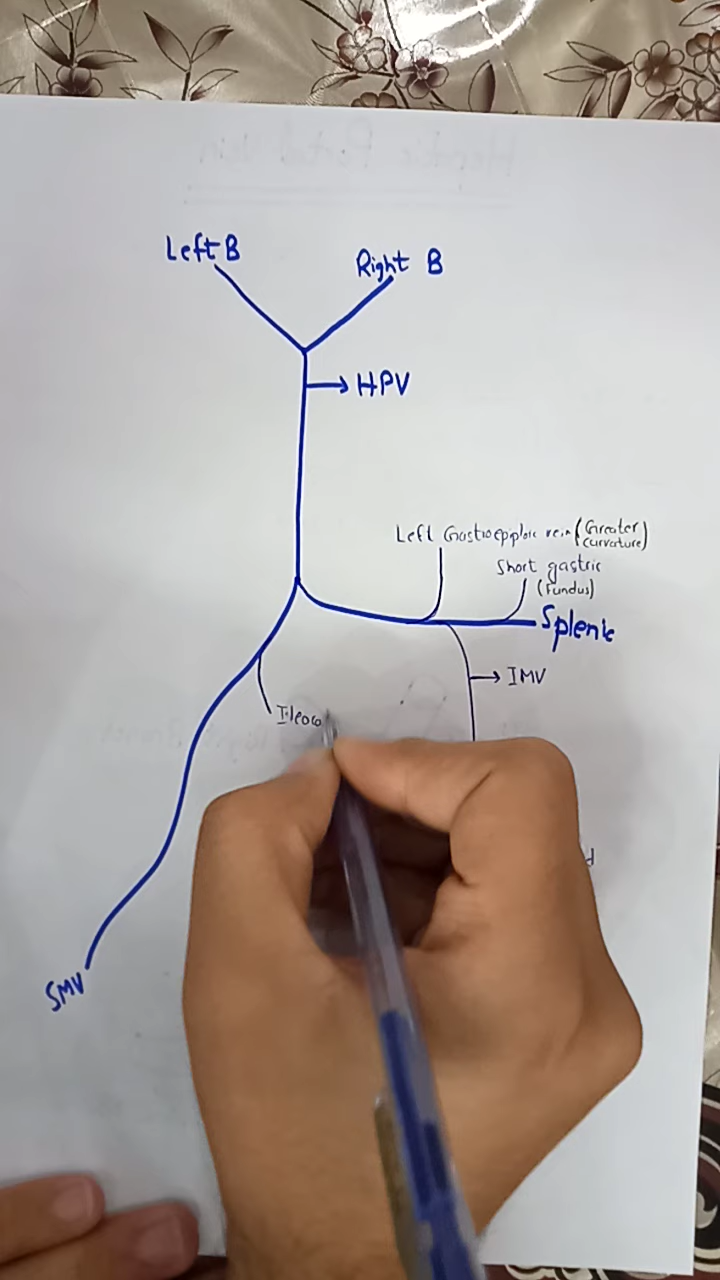 Left B
Right B
HPV
Left Gastroepiploic vein (Greater
curvature)
Short gastric
(Fundus)
Splenic
IMV
Ileoco
SMV